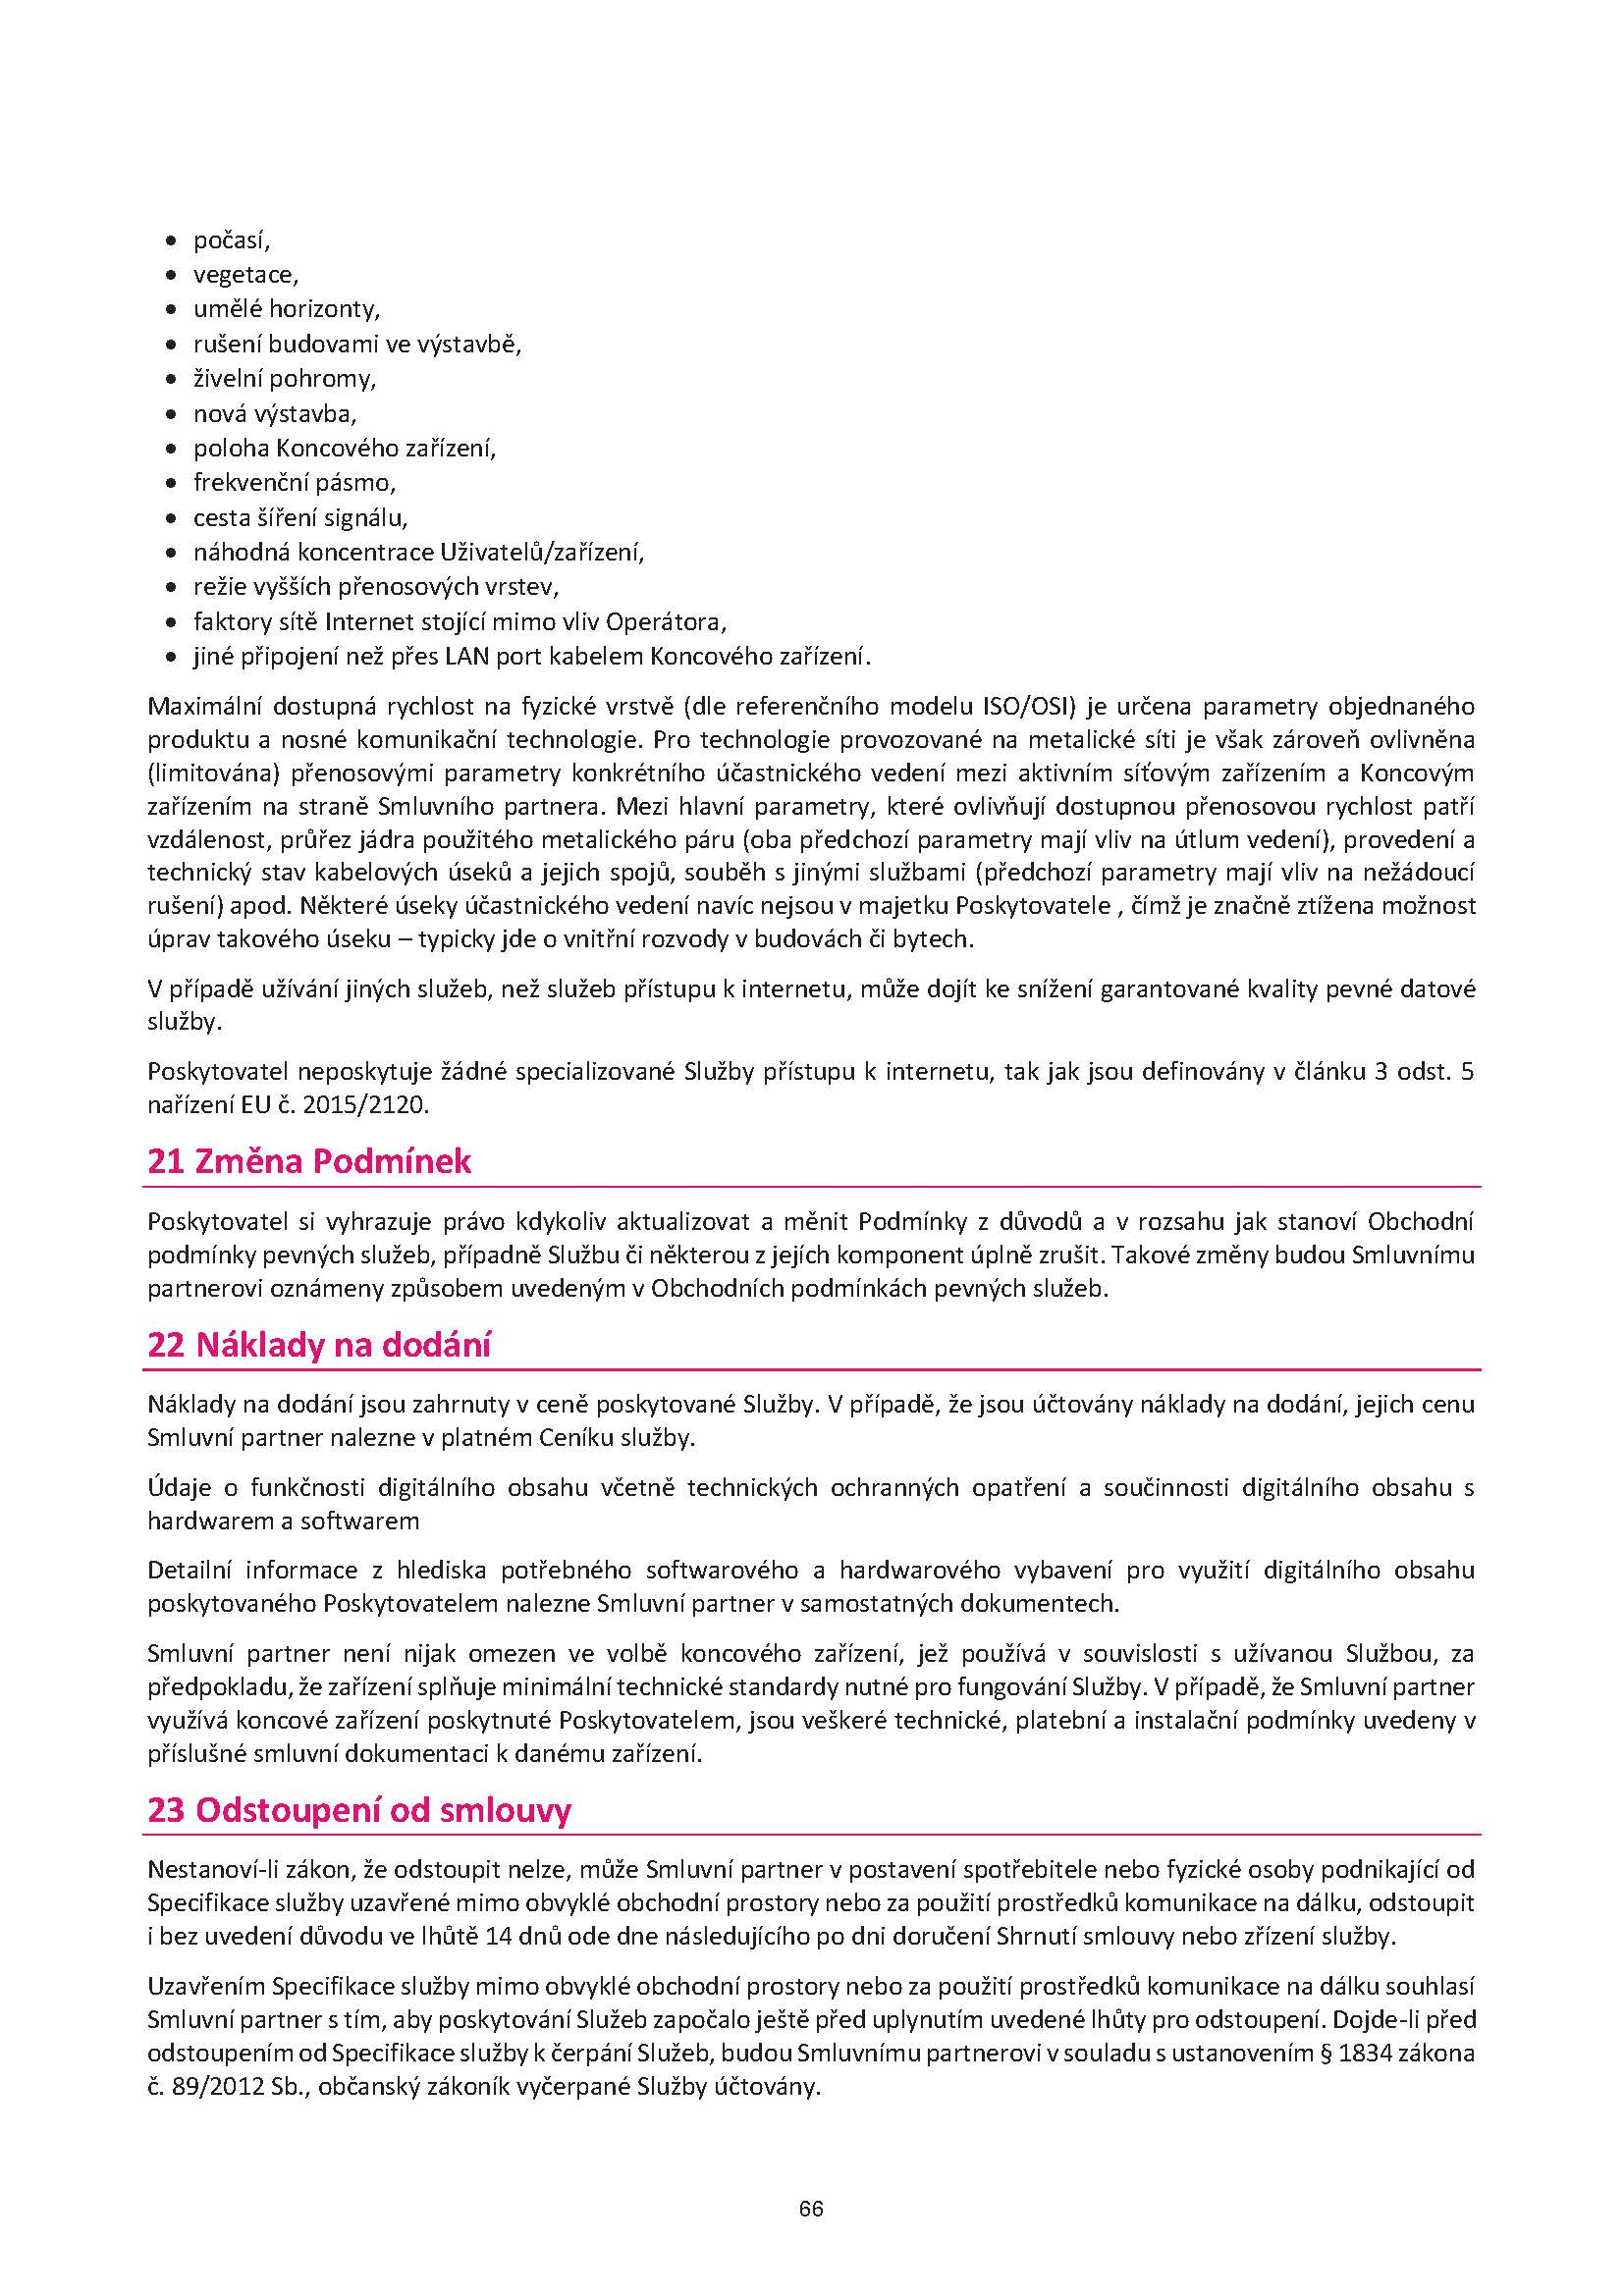 • počasí,
• vegetace,
• umělé horizonty,
• rušení budovami ve výstavbě,
• živelní pohromy,
• nová výstavba,
• poloha Koncového zařízení,
• frekvenční pásmo,
• cesta šíření signálu,
• náhodná koncentrace Uživatelů/zařízení,
• režie vyšších přenosových vrstev,
• faktory sítě Internet stojící mimo vliv Operátora,
• jiné připojení než přes LAN port kabelem Koncového zařízení.
Maximální dostupná rychlost na fyzické vrstvě (dle referenčního modelu ISO/OSI) je určena parametry objednaného
produktu a nosné komunikační technologie. Pro technologie provozované na metalické síti je však zároveň ovlivněna
(limitována) přenosovými parametry konkrétního účastnického vedení mezi aktivním síťovým zařízením a Koncovým
zařízením na straně Smluvního partnera. Mezi hlavní parametry, které ovlivňují dostupnou přenosovou rychlost patří
vzdálenost, průřez jádra použitého metalického páru (oba předchozí parametry mají vliv na útlum vedení), provedení a
technický stav kabelových úseků a jejich spojů, souběh s jinými službami (předchozí parametry mají vliv na nežádoucí
rušení) apod. Některé úseky účastnického vedení navíc nejsou v majetku Poskytovatele , čímž je značně ztížena možnost
úprav takového úseku – typicky jde o vnitřní rozvody v budovách či bytech.
V případě užívání jiných služeb, než služeb přístupu k internetu, může dojít ke snížení garantované kvality pevné datové
služby.
Poskytovatel neposkytuje žádné specializované Služby přístupu k internetu, tak jak jsou definovány v článku 3 odst. 5
nařízení EU č. 2015/2120.
21 Změna Podmínek
Poskytovatel si vyhrazuje právo kdykoliv aktualizovat a měnit Podmínky z důvodů a v rozsahu jak stanoví Obchodní
podmínky pevných služeb, případně Službu či některou z jejích komponent úplně zrušit. Takové změny budou Smluvnímu
partnerovi oznámeny způsobem uvedeným v Obchodních podmínkách pevných služeb.
22 Náklady na dodání
Náklady na dodání jsou zahrnuty v ceně poskytované Služby. V případě, že jsou účtovány náklady na dodání, jejich cenu
Smluvní partner nalezne v platném Ceníku služby.
Údaje o funkčnosti digitálního obsahu včetně technických ochranných opatření a součinnosti digitálního obsahu s
hardwarem a softwarem
Detailní informace z hlediska potřebného softwarového a hardwarového vybavení pro využití digitálního obsahu
poskytovaného Poskytovatelem nalezne Smluvní partner v samostatných dokumentech.
Smluvní partner není nijak omezen ve volbě koncového zařízení, jež používá v souvislosti s užívanou Službou, za
předpokladu, že zařízení splňuje minimální technické standardy nutné pro fungování Služby. V případě, že Smluvní partner
využívá koncové zařízení poskytnuté Poskytovatelem, jsou veškeré technické, platební a instalační podmínky uvedeny v
příslušné smluvní dokumentaci k danému zařízení.
23 Odstoupení od smlouvy
Nestanoví-li zákon, že odstoupit nelze, může Smluvní partner v postavení spotřebitele nebo fyzické osoby podnikající od
Specifikace služby uzavřené mimo obvyklé obchodní prostory nebo za použití prostředků komunikace na dálku, odstoupit
i bez uvedení důvodu ve lhůtě 14 dnů ode dne následujícího po dni doručení Shrnutí smlouvy nebo zřízení služby.
Uzavřením Specifikace služby mimo obvyklé obchodní prostory nebo za použití prostředků komunikace na dálku souhlasí
Smluvní partner s tím, aby poskytování Služeb započalo ještě před uplynutím uvedené lhůty pro odstoupení. Dojde-li před
odstoupením od Specifikace služby k čerpání Služeb, budou Smluvnímu partnerovi v souladu s ustanovením § 1834 zákona
č. 89/2012 Sb., občanský zákoník vyčerpané Služby účtovány.
66